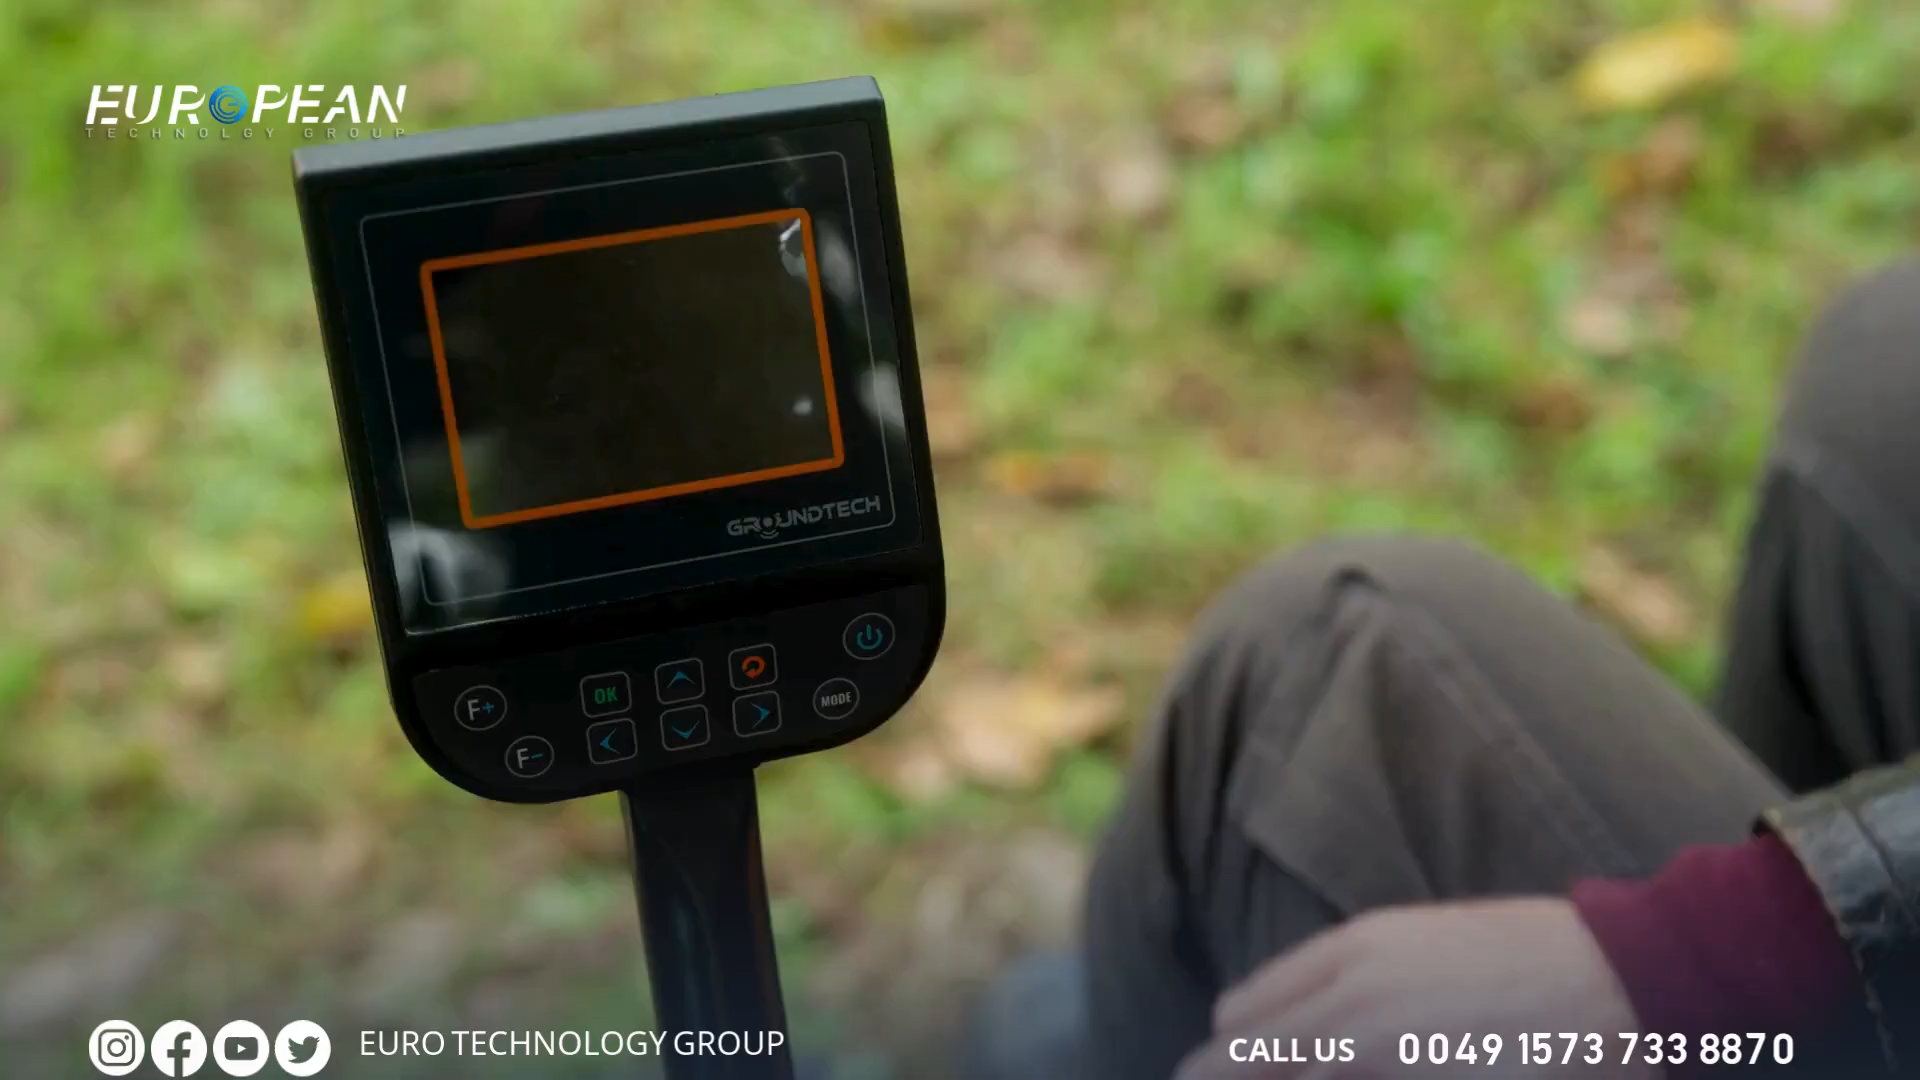 EUROPEAN
TECHNOLGY GROUP
GROUNDTECH
F+
OK
MODE
F-
EURO TECHNOLOGY GROUP
CALL US 0049 1573 733 8870